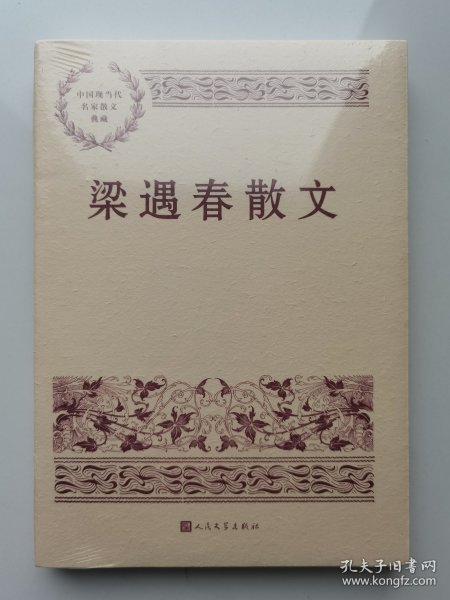 中国现当代
名家散文
典藏
梁遇春散文
人民文学出版社
孔夫子旧书网
www.kongfz.com